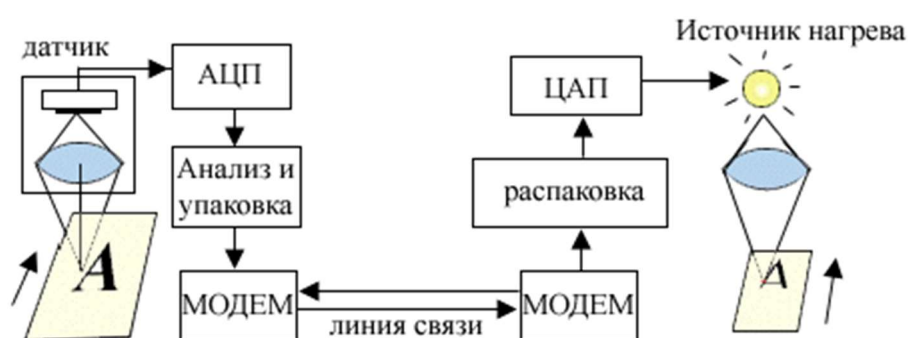 датчик
АЦП
Анализ и
упаковка
МОДЕМ
А
линия связи
МОДЕМ
распаковка
ЦАП
Источник нагрева
А